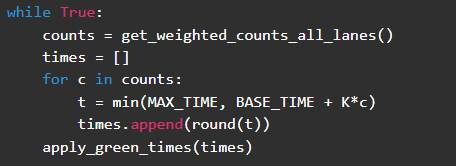 while True:
    counts = get_weighted_counts_all_lanes()
    times = []
    for c in counts:
        t = min(MAX_TIME, BASE_TIME + K*c)
        times.append(round(t))
    apply_green_times(times)